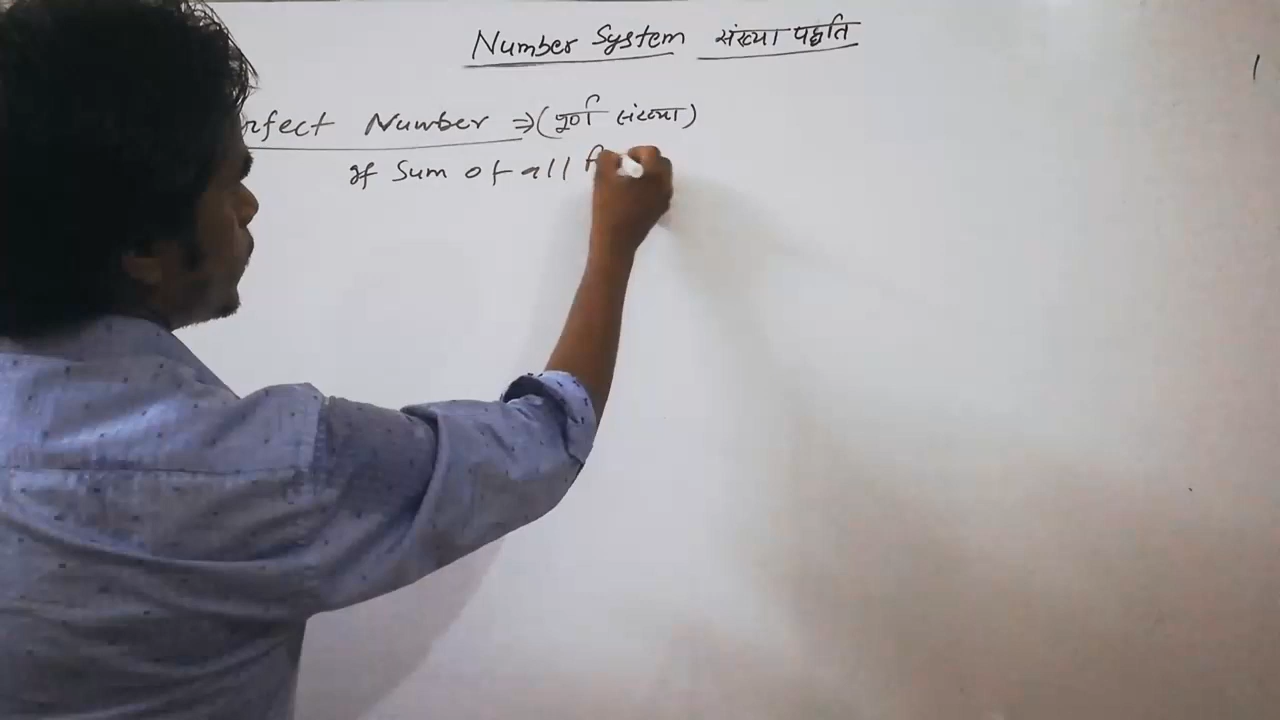 Number System संख्या पद्धति
rfect Number ⇒ (पूर्ण संख्या)
If Sum of all